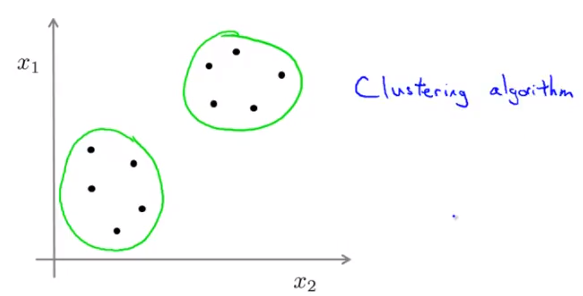 x₁
Clustering algorithm
x₂